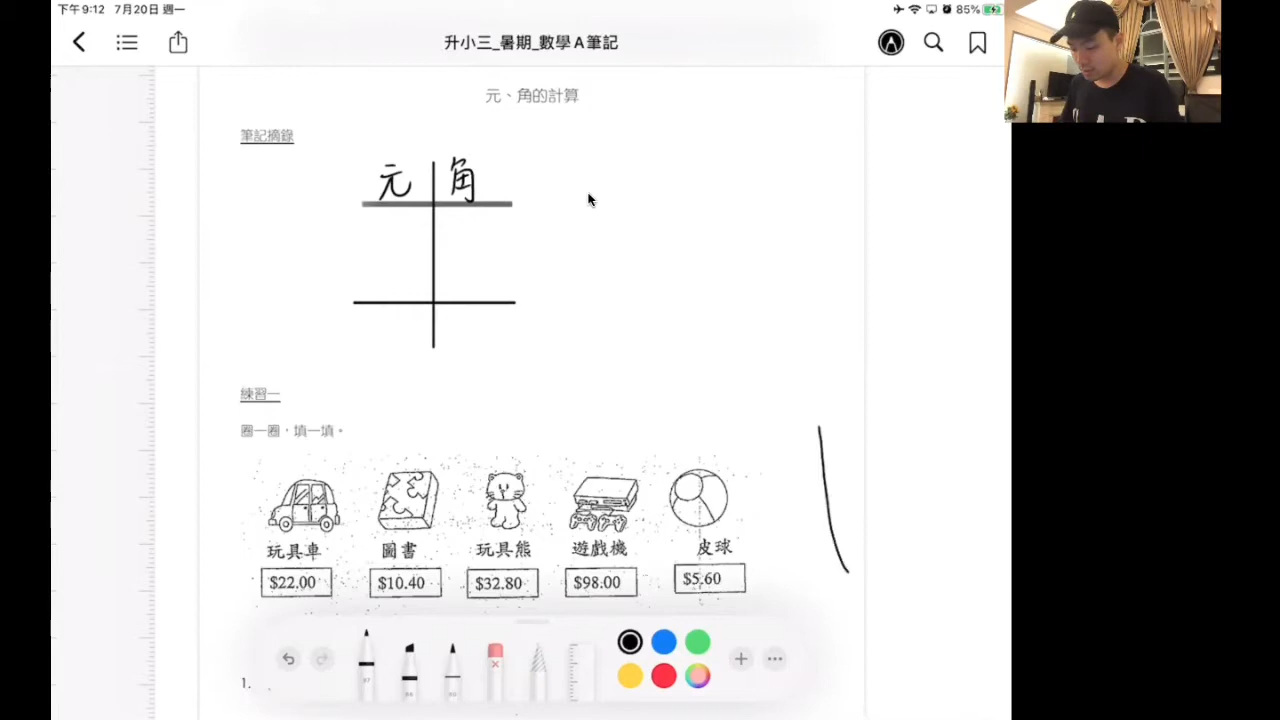 下午9:12 7月20日 週一
85%
升小三_暑期_數學A筆記
元、角的計算
筆記摘錄
元 角
練習一
圈一圈，填一填。
玩具車 圖書 玩具熊 遊戲機 皮球
$22.00 $10.40 $32.80 $98.00 $5.60
1.